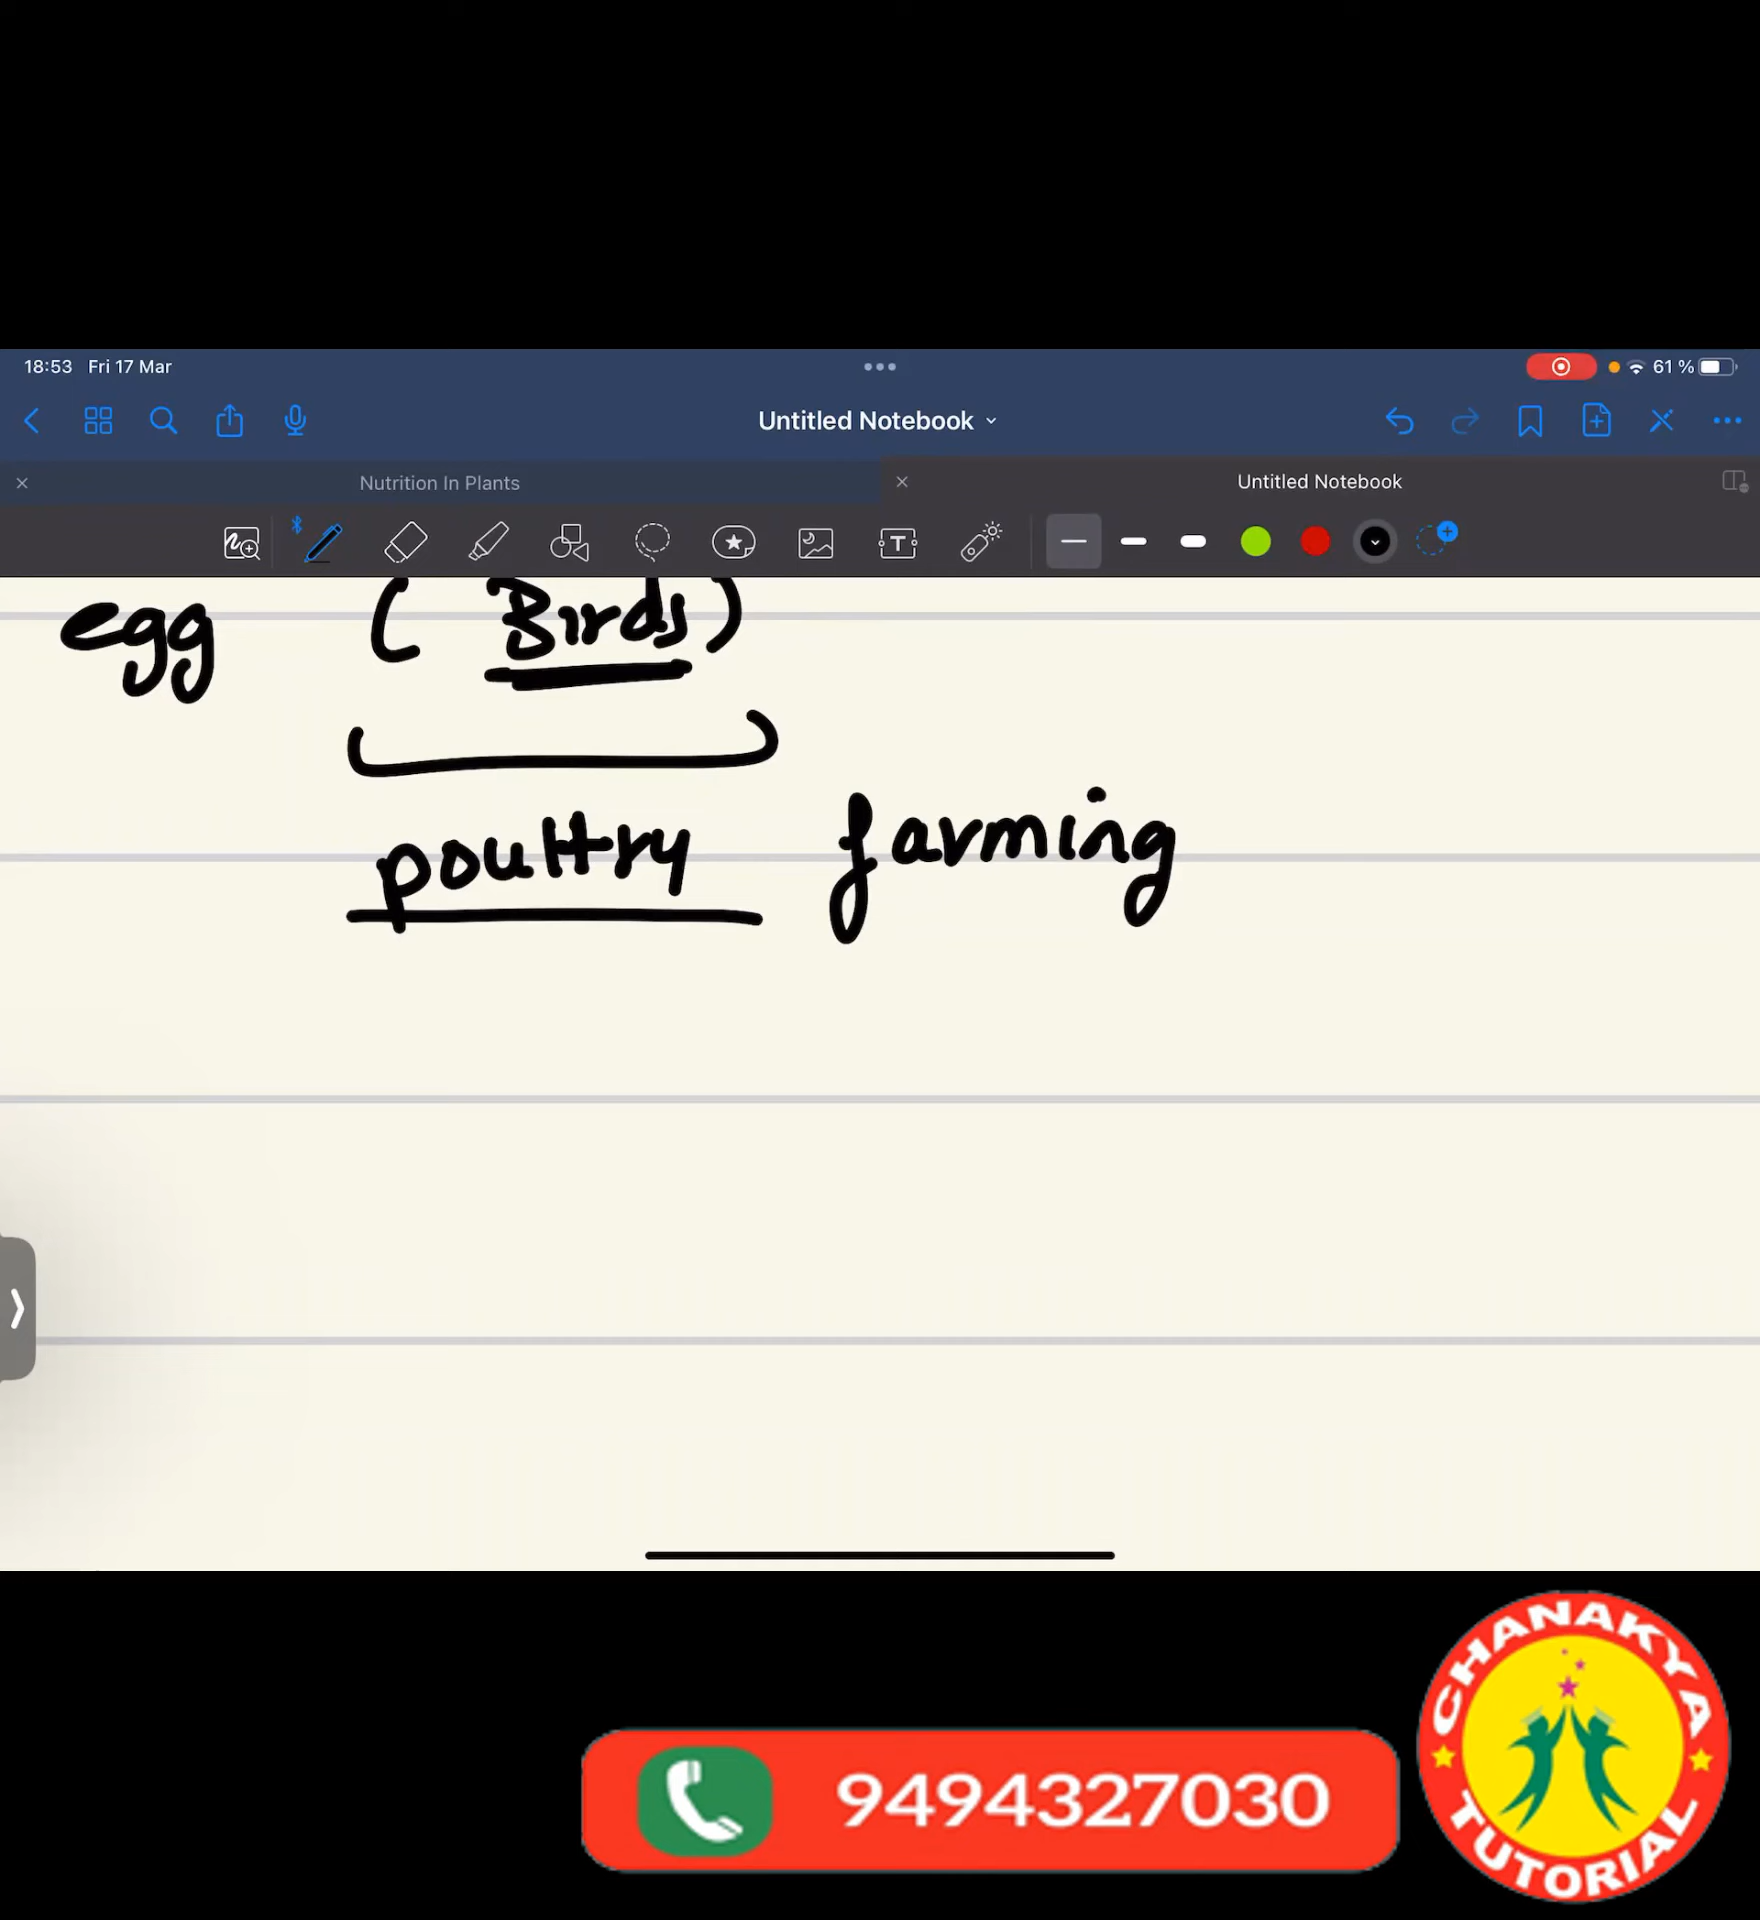 18:53 Fri 17 Mar
61 %
Untitled Notebook
Nutrition In Plants
Untitled Notebook
T
egg ( Birds )
poultry farming
9494327030
CHANAKYA
TUTORIAL